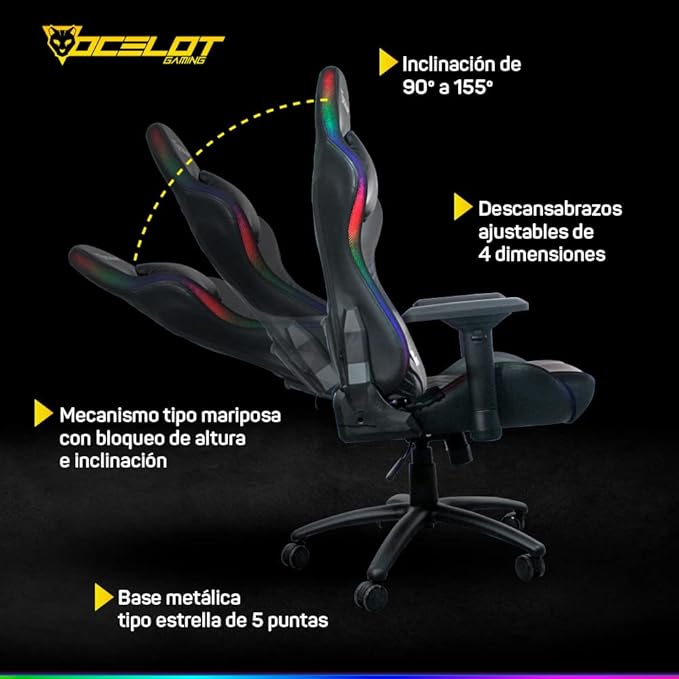 OCELOT
GAMING
Inclinación de
90° a 155°
Descansabrazos
ajustables de
4 dimensiones
Mecanismo tipo mariposa
con bloqueo de altura
e inclinación
Base metálica
tipo estrella de 5 puntas